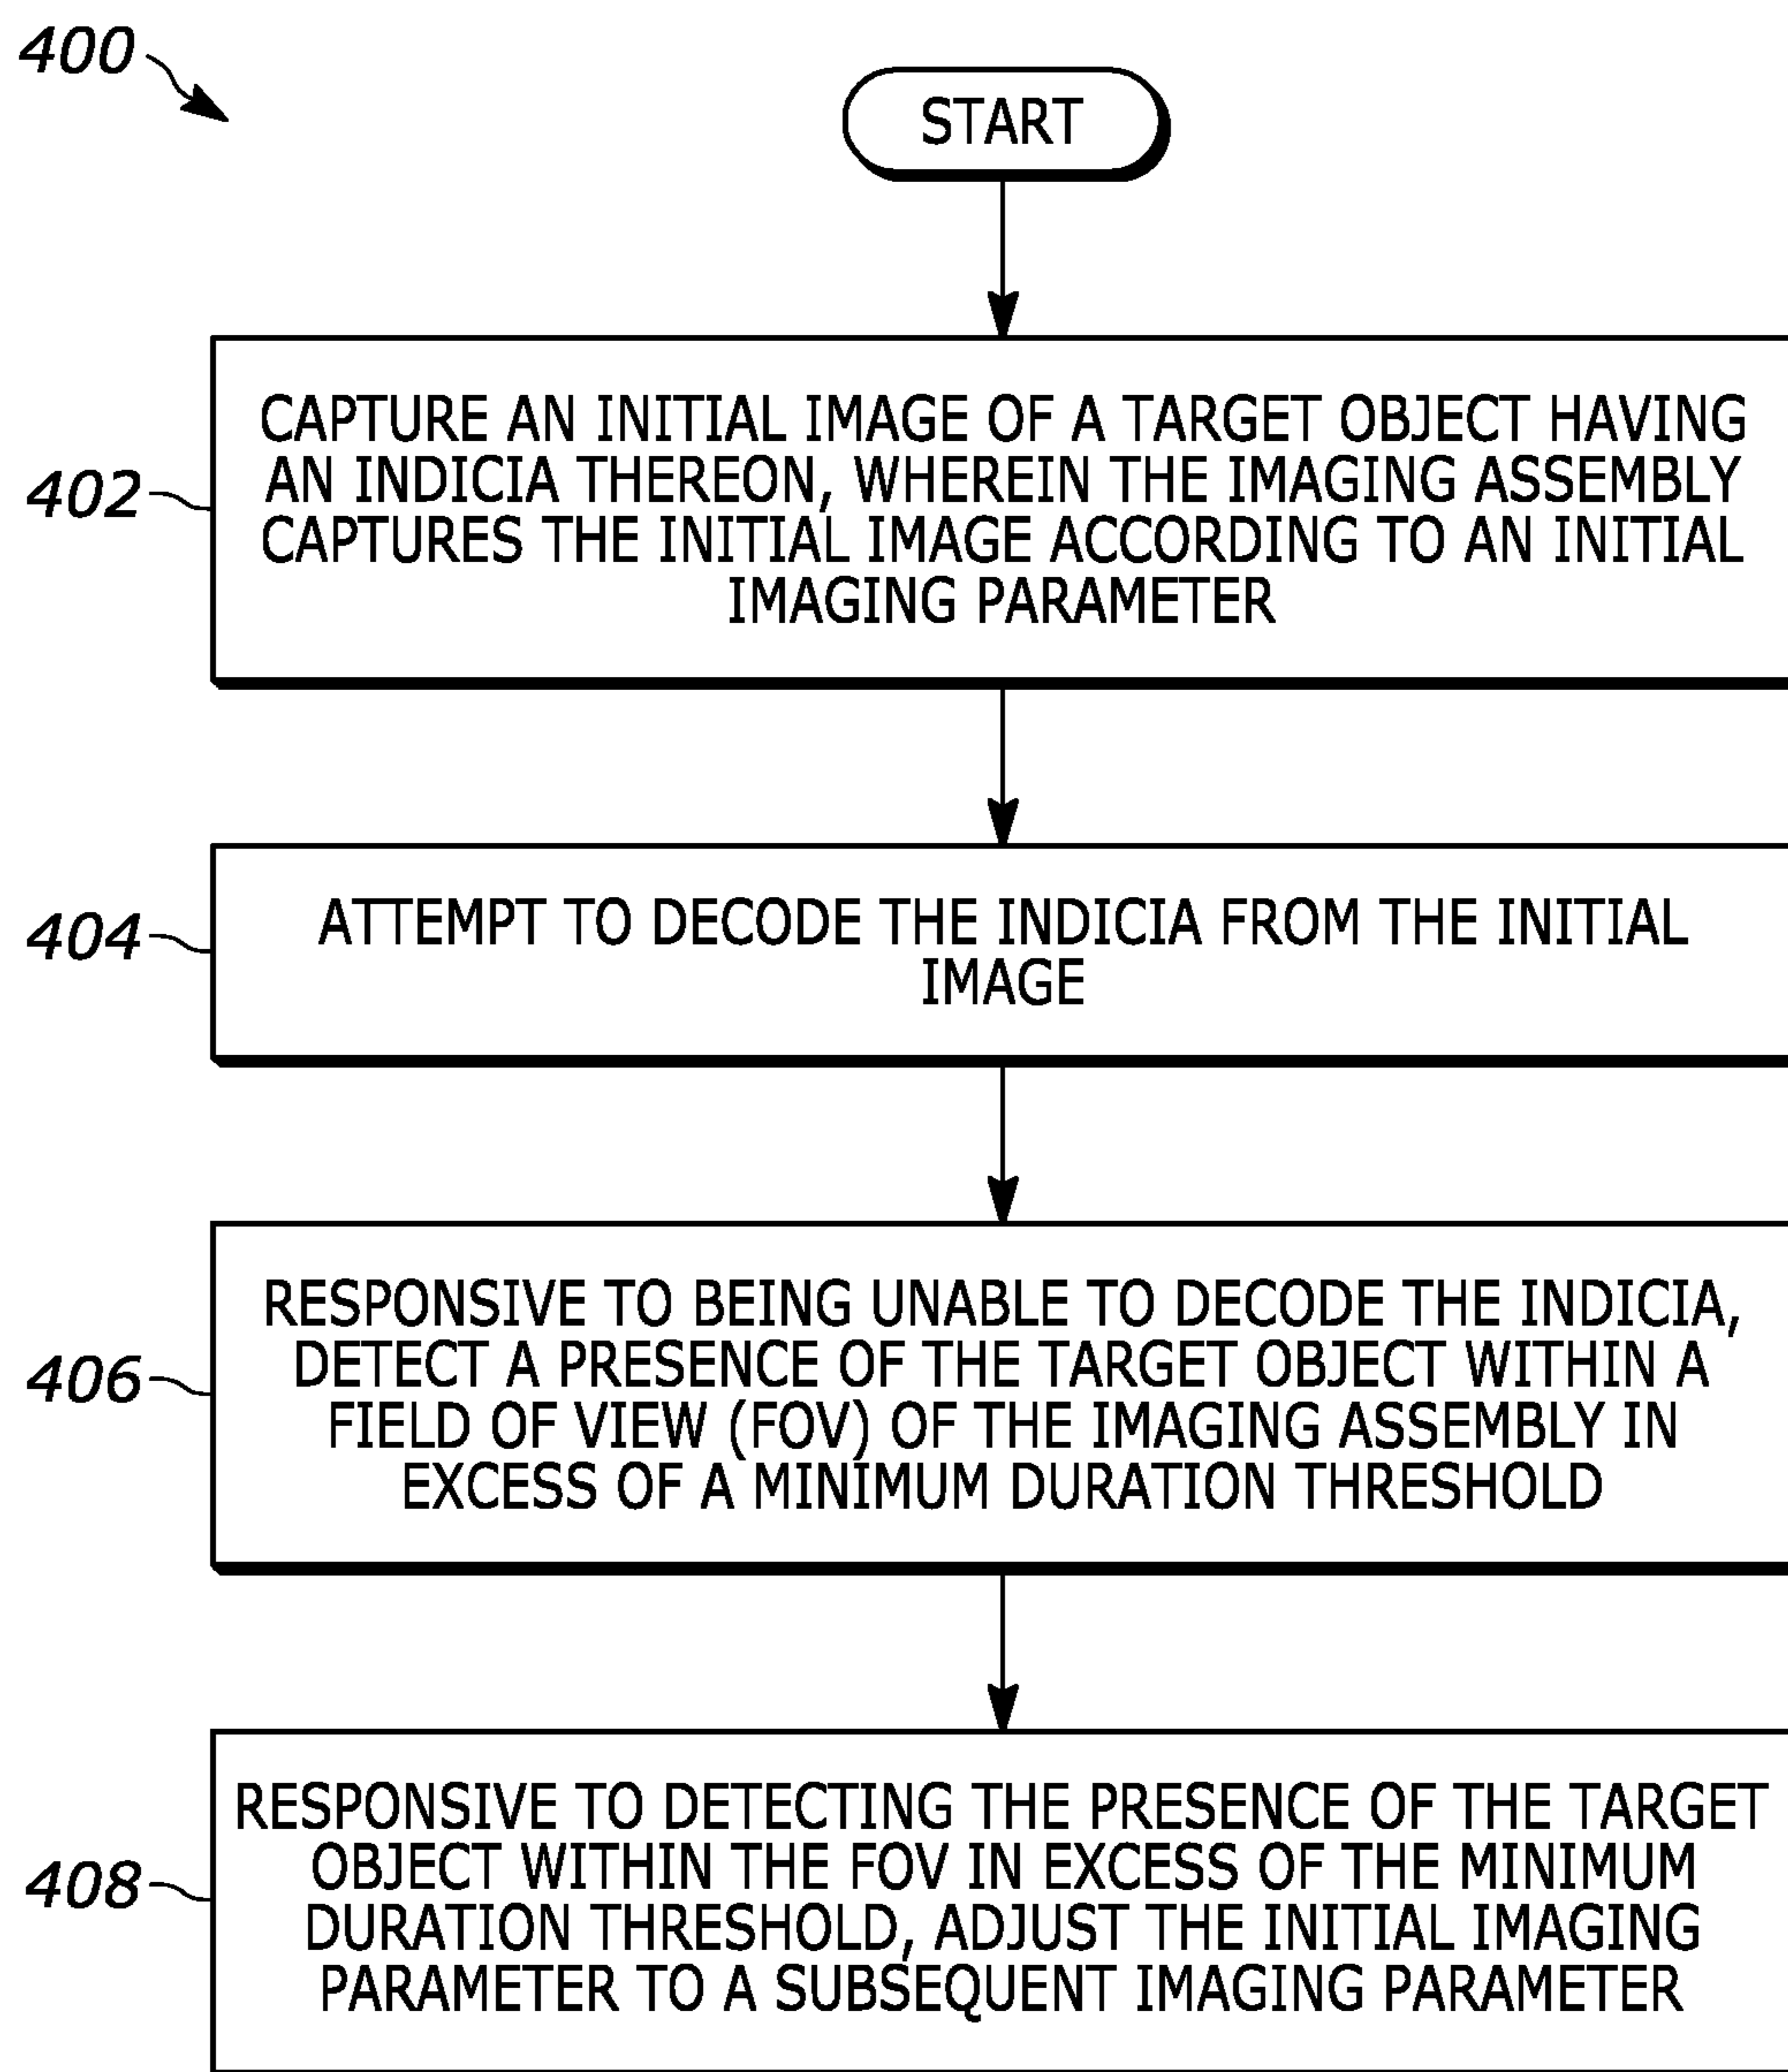 400
START
402
CAPTURE AN INITIAL IMAGE OF A TARGET OBJECT HAVING
AN INDICIA THEREON, WHEREIN THE IMAGING ASSEMBLY
CAPTURES THE INITIAL IMAGE ACCORDING TO AN INITIAL
IMAGING PARAMETER
404
ATTEMPT TO DECODE THE INDICIA FROM THE INITIAL
IMAGE
406
RESPONSIVE TO BEING UNABLE TO DECODE THE INDICIA,
DETECT A PRESENCE OF THE TARGET OBJECT WITHIN A
FIELD OF VIEW (FOV) OF THE IMAGING ASSEMBLY IN
EXCESS OF A MINIMUM DURATION THRESHOLD
408
RESPONSIVE TO DETECTING THE PRESENCE OF THE TARGET
OBJECT WITHIN THE FOV IN EXCESS OF THE MINIMUM
DURATION THRESHOLD, ADJUST THE INITIAL IMAGING
PARAMETER TO A SUBSEQUENT IMAGING PARAMETER